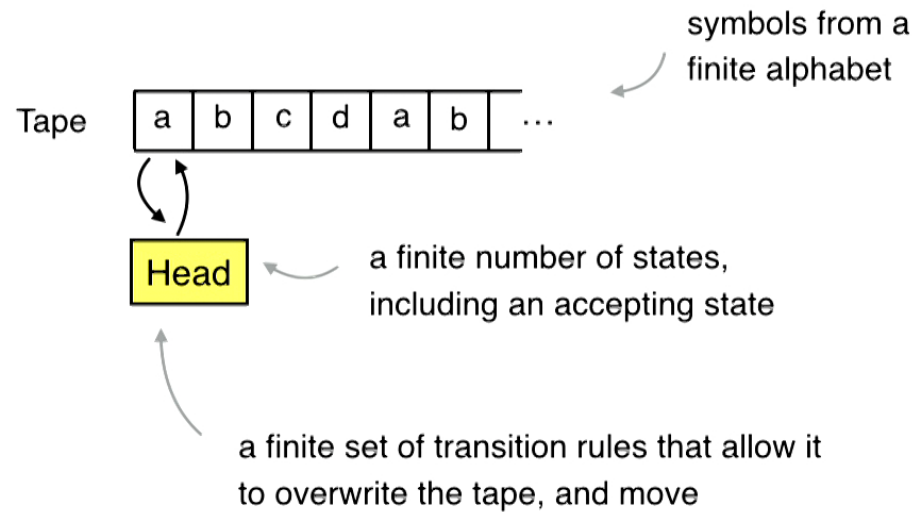 symbols from a
finite alphabet
Tape
a b c d a b ...
Head
a finite number of states,
including an accepting state
a finite set of transition rules that allow it
to overwrite the tape, and move